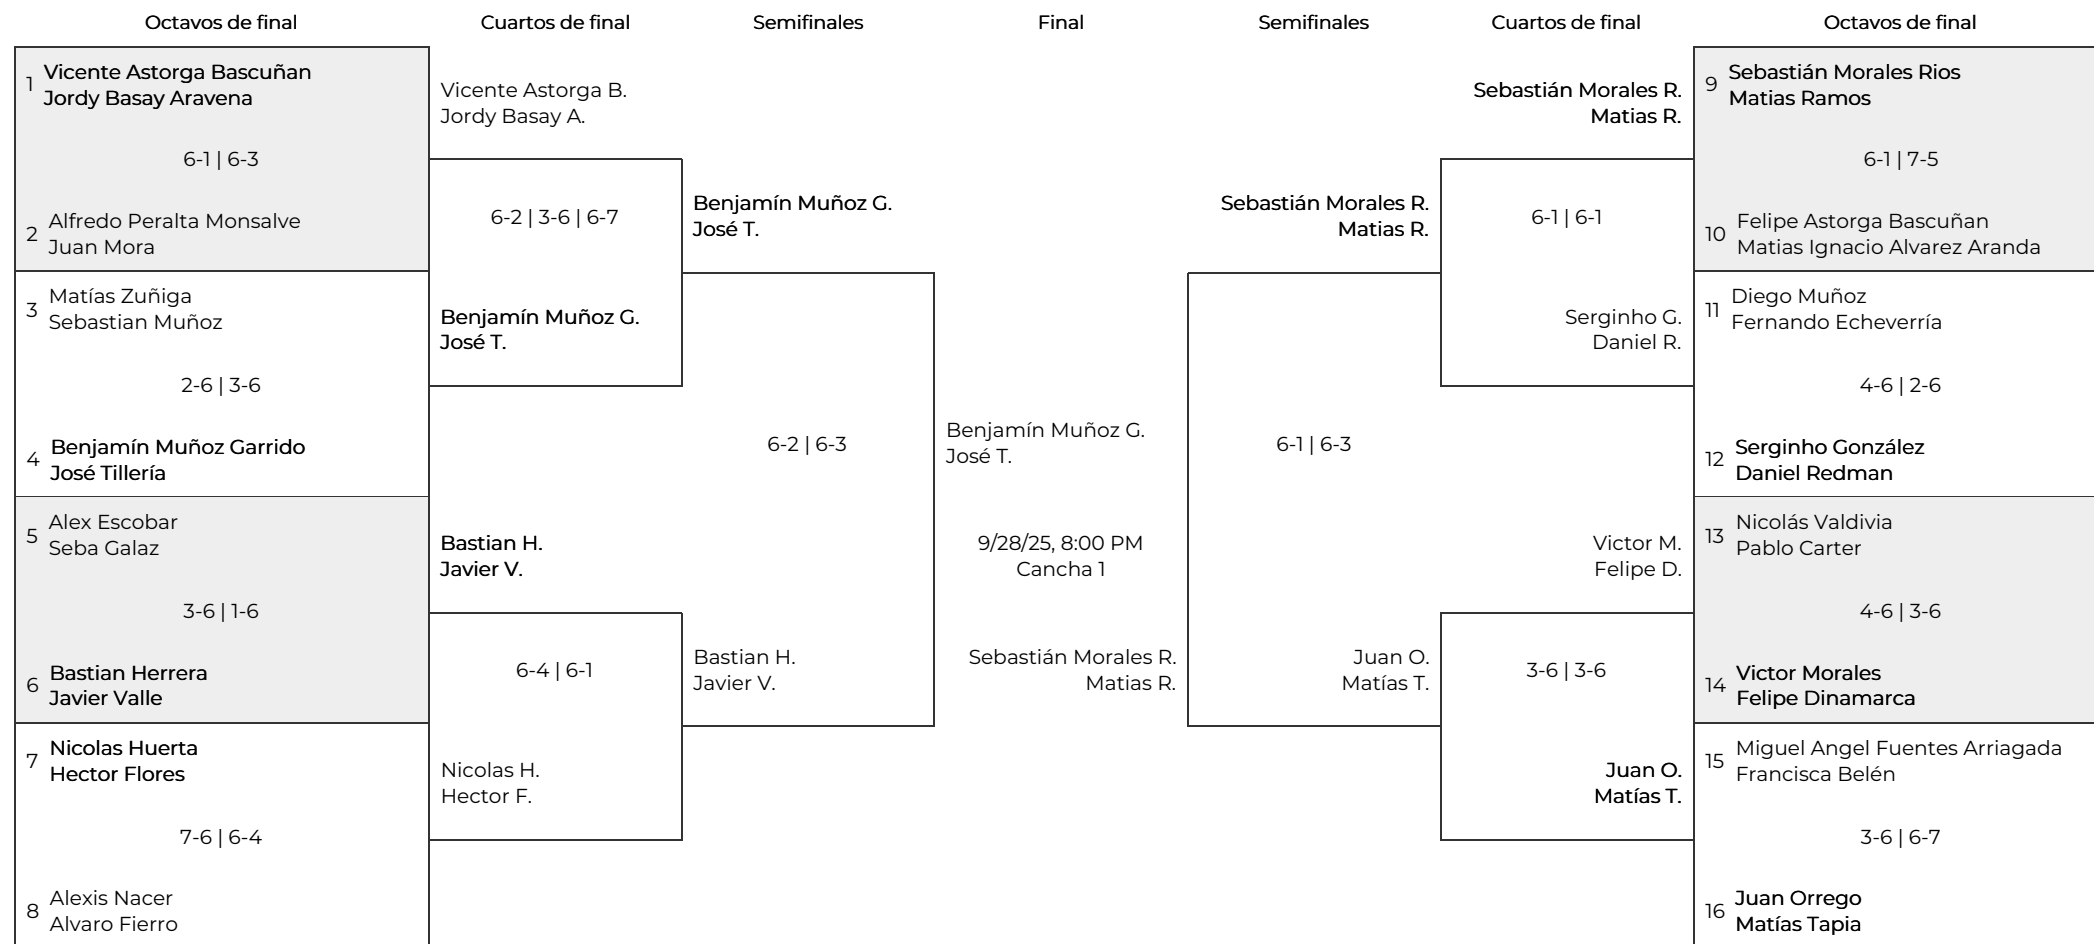 Octavos de final
Cuartos de final
Semifinales
Final
Semifinales
Cuartos de final
Octavos de final
1
Vicente Astorga Bascuñan
Jordy Basay Aravena
6-1 | 6-3
2
Alfredo Peralta Monsalve
Juan Mora
3
Matías Zuñiga
Sebastian Muñoz
2-6 | 3-6
4
Benjamín Muñoz Garrido
José Tillería
5
Alex Escobar
Seba Galaz
3-6 | 1-6
6
Bastian Herrera
Javier Valle
7
Nicolas Huerta
Hector Flores
7-6 | 6-4
8
Alexis Nacer
Alvaro Fierro
Vicente Astorga B.
Jordy Basay A.
6-2 | 3-6 | 6-7
Benjamín Muñoz G.
José T.
Bastian H.
Javier V.
6-4 | 6-1
Nicolas H.
Hector F.
Benjamín Muñoz G.
José T.
6-2 | 6-3
Bastian H.
Javier V.
Benjamín Muñoz G.
José T.
9/28/25, 8:00 PM
Cancha 1
Sebastián Morales R.
Matias R.
Sebastián Morales R.
Matias R.
6-1 | 6-3
Juan O.
Matías T.
Sebastián Morales R.
Matias R.
6-1 | 6-1
Serginho G.
Daniel R.
Victor M.
Felipe D.
3-6 | 3-6
Juan O.
Matías T.
9
Sebastián Morales Rios
Matias Ramos
6-1 | 7-5
10
Felipe Astorga Bascuñan
Matias Ignacio Alvarez Aranda
11
Diego Muñoz
Fernando Echeverría
4-6 | 2-6
12
Serginho González
Daniel Redman
13
Nicolás Valdivia
Pablo Carter
4-6 | 3-6
14
Victor Morales
Felipe Dinamarca
15
Miguel Angel Fuentes Arriagada
Francisca Belén
3-6 | 6-7
16
Juan Orrego
Matías Tapia